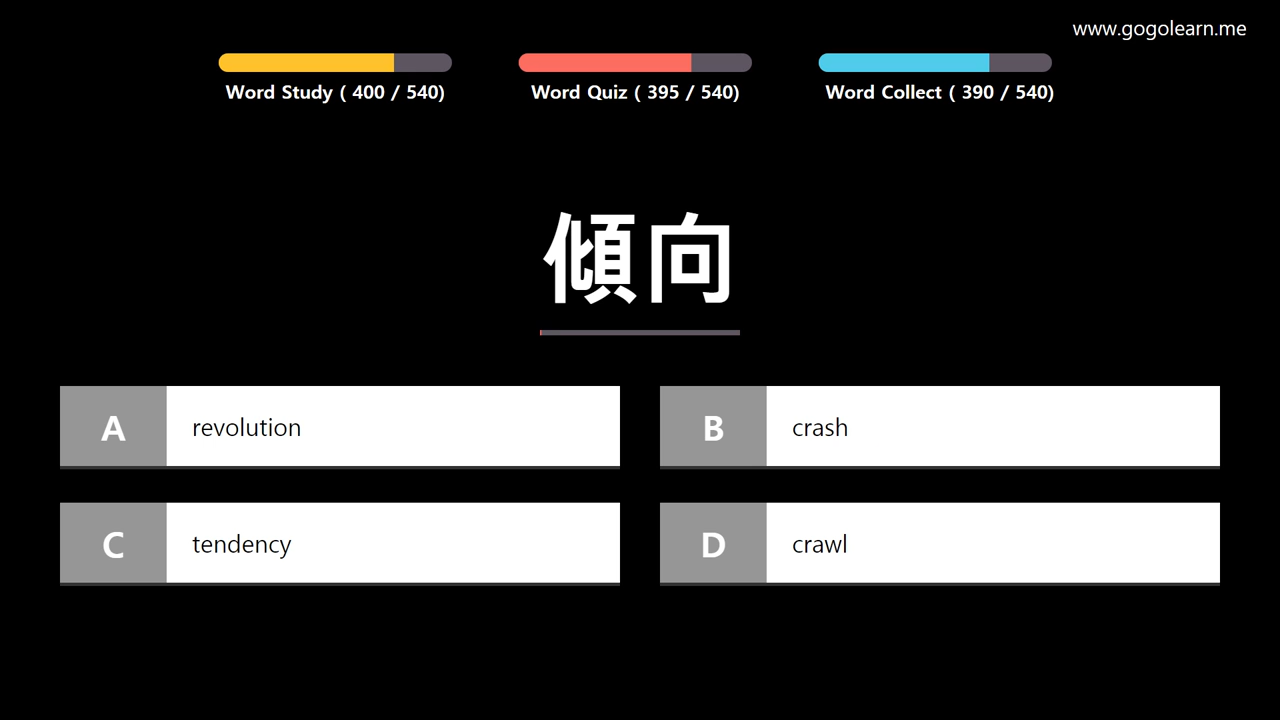 www.gogolearn.me
Word Study ( 400 / 540)
Word Quiz ( 395 / 540)
Word Collect ( 390 / 540)
傾向
A revolution
B crash
C tendency
D crawl